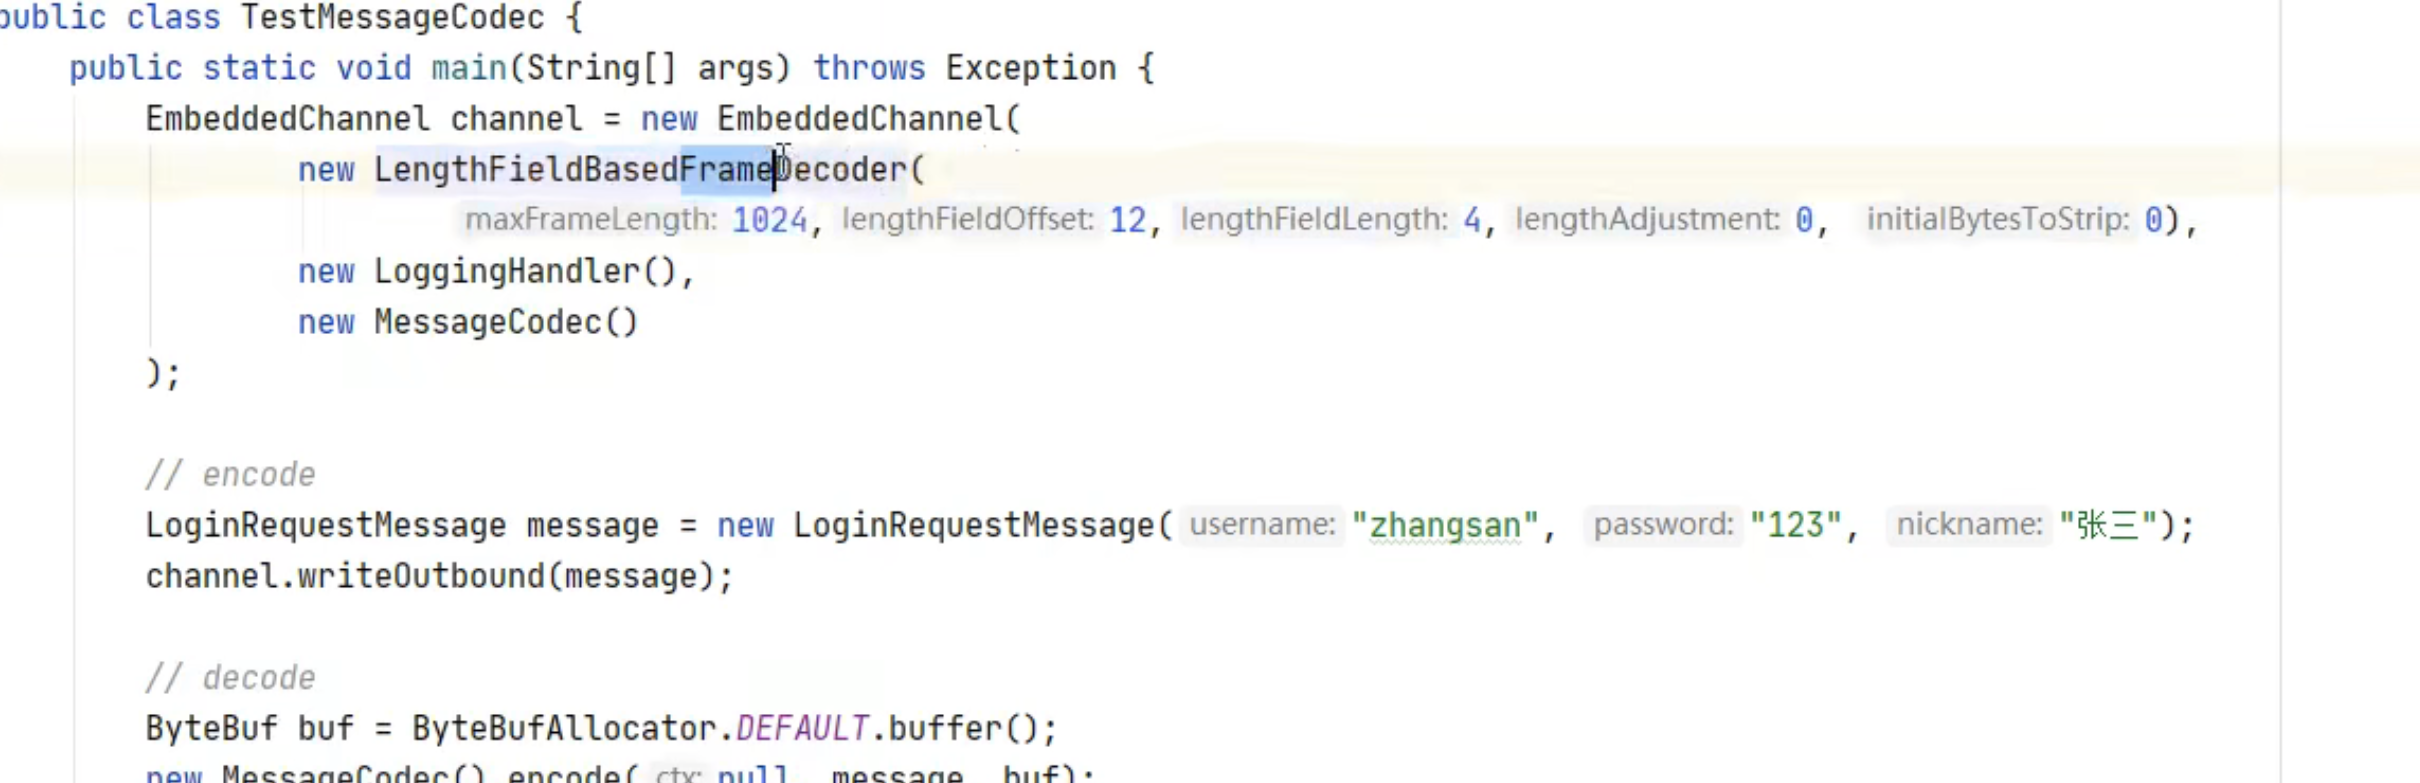 public class TestMessageCodec {
public static void main(String[] args) throws Exception {
EmbeddedChannel channel = new EmbeddedChannel(
new LengthFieldBasedFrameDecoder(
maxFrameLength: 1024, lengthFieldOffset: 12, lengthFieldLength: 4, lengthAdjustment: 0, initialBytesToStrip: 0),
new LoggingHandler(),
new MessageCodec()
);
// encode
LoginRequestMessage message = new LoginRequestMessage( username: "zhangsan", password: "123", nickname: "张三");
channel.writeOutbound(message);
// decode
ByteBuf buf = ByteBufAllocator.DEFAULT.buffer();
new MessageCodec().encode( ctx: null, message, buf);